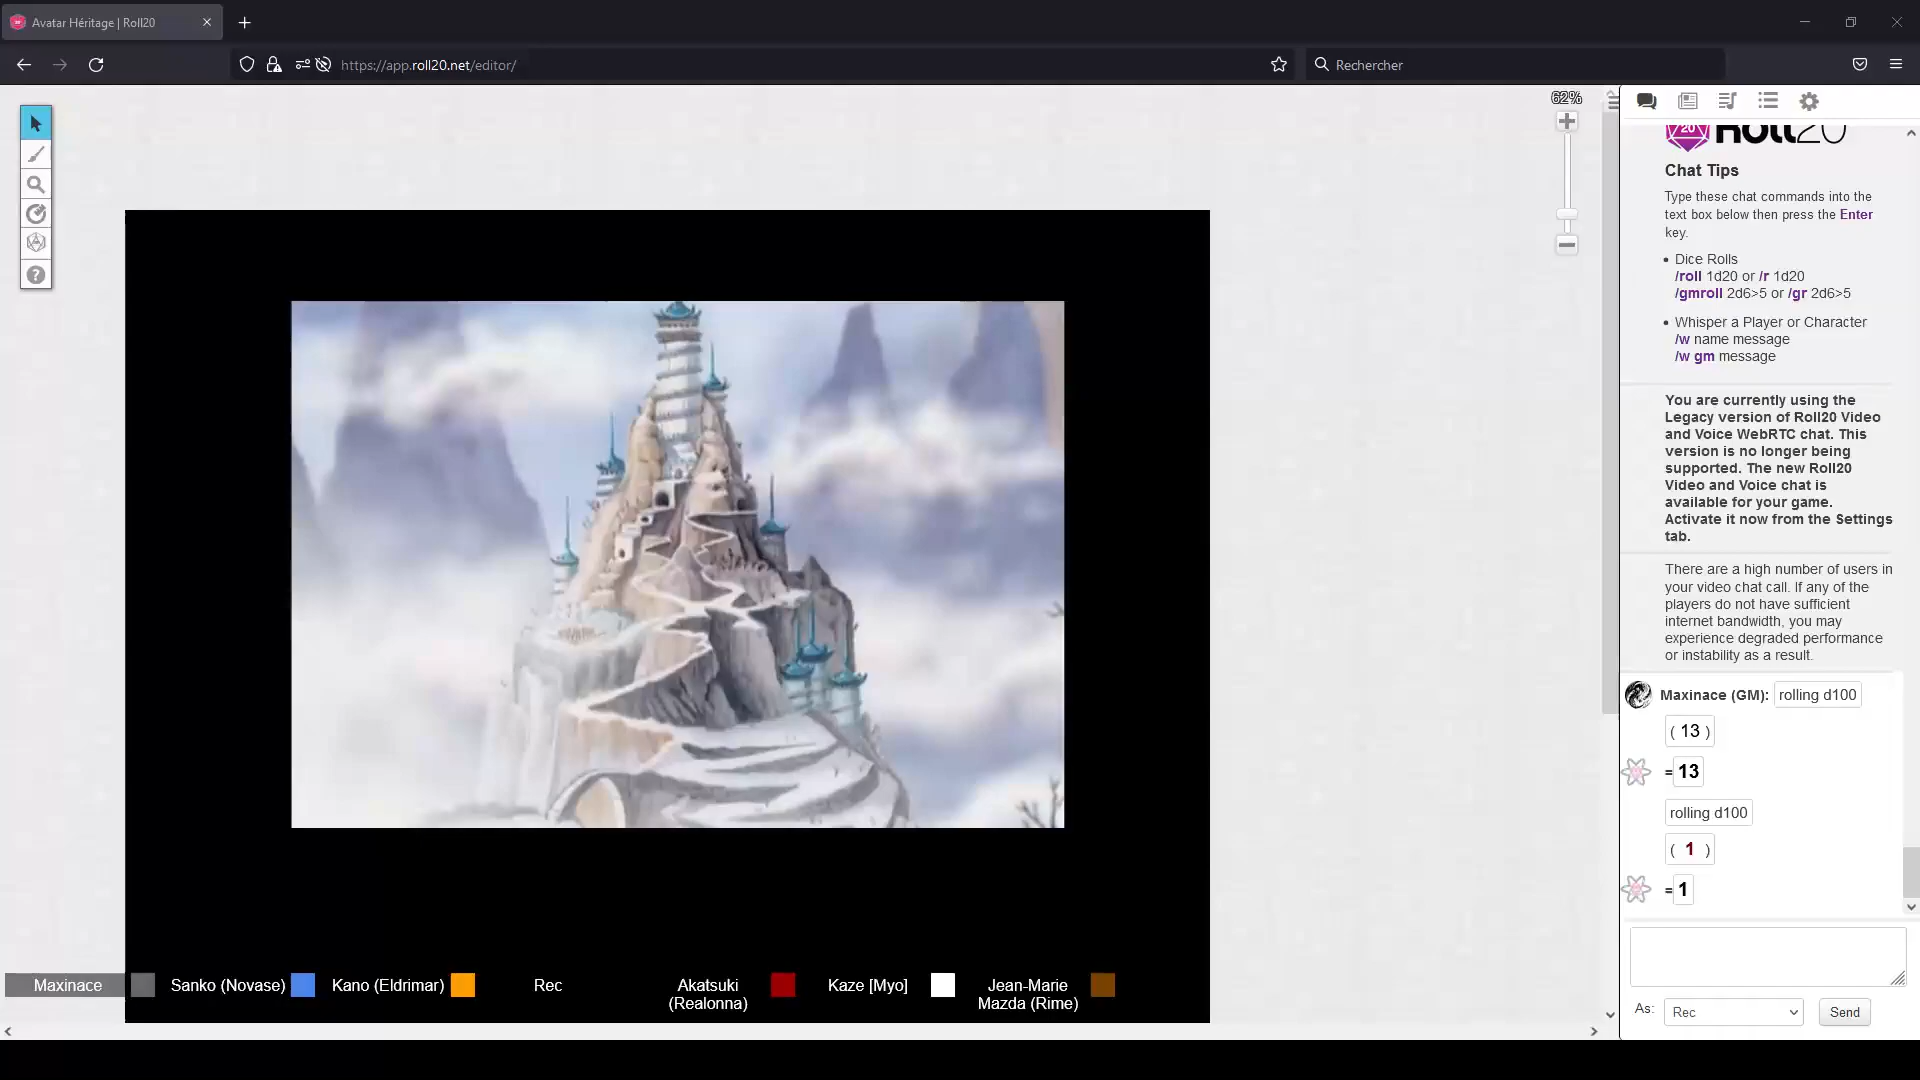 Avatar Héritage | Roll20
https://app.roll20.net/editor/
Rechercher
62%
20
Roll20
Chat Tips
Type these chat commands into the
text box below then press the Enter
key.
Dice Rolls
/roll 1d20 or /r 1d20
/gmroll 2d6>5 or /gr 2d6>5
Whisper a Player or Character
/w name message
/w gm message
You are currently using the
Legacy version of Roll20 Video
and Voice WebRTC chat. This
version is no longer being
supported. The new Roll20
Video and Voice chat is
available for your game.
Activate it now from the Settings
tab.
There are a high number of users in
your video chat call. If any of the
players do not have sufficient
internet bandwidth, you may
experience degraded performance
or instability as a result.
Maxinace (GM): rolling d100
( 13 )
=13
rolling d100
( 1 )
=1
As: Rec Send
Maxinace
Sanko (Novase)
Kano (Eldrimar)
Rec
Akatsuki
(Realonna)
Kaze [Myo]
Jean-Marie
Mazda (Rime)